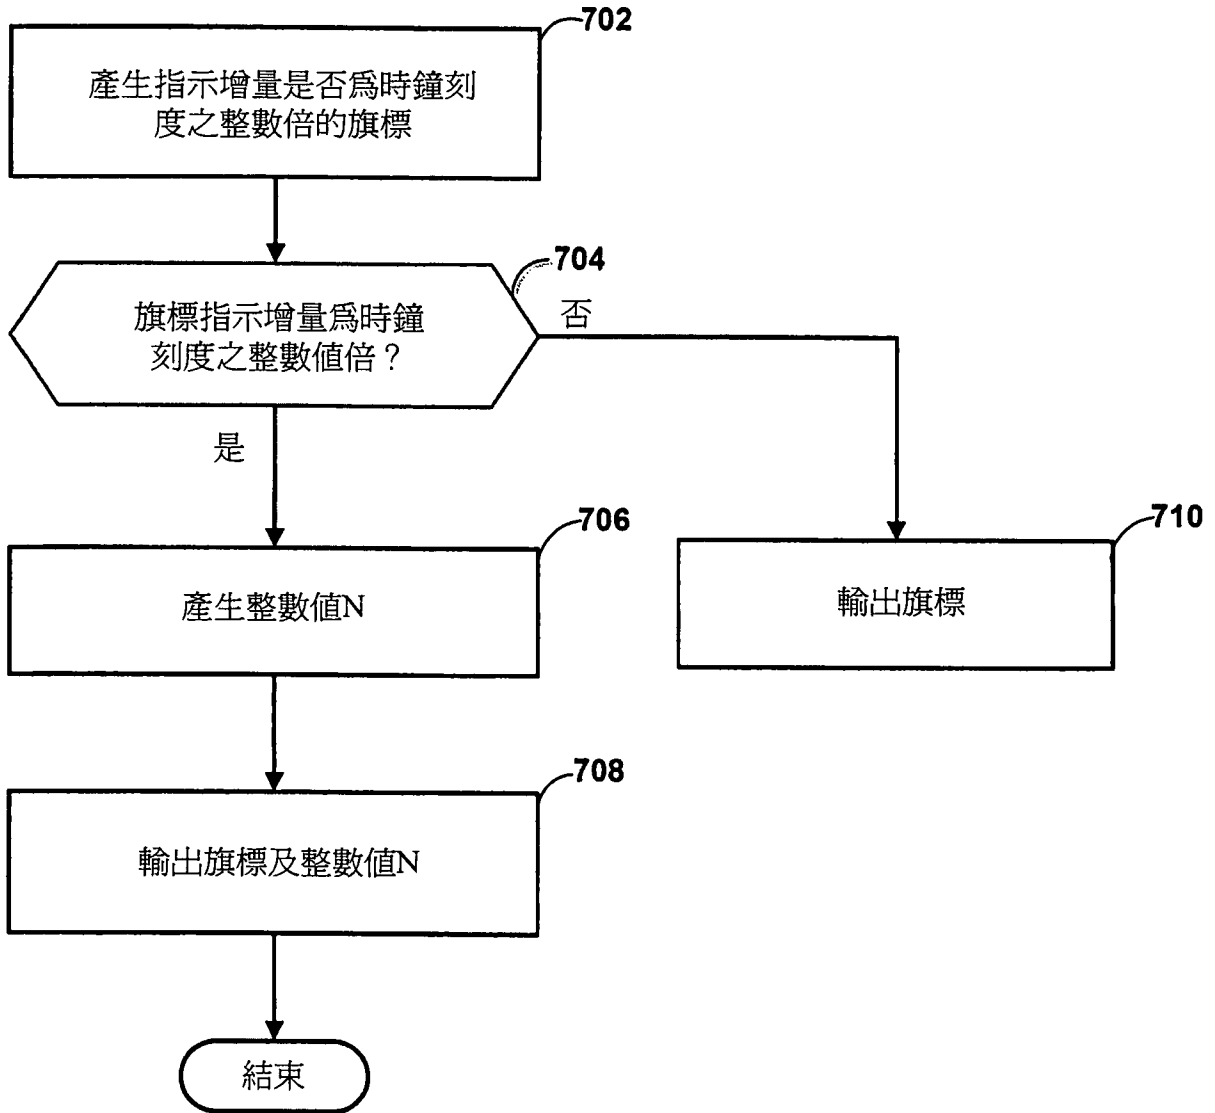 702
產生指示增量是否爲時鐘刻
度之整數倍的旗標
704
旗標指示增量爲時鐘
刻度之整數值倍？
否
是
706
產生整數值N
710
輸出旗標
708
輸出旗標及整數值N
結束